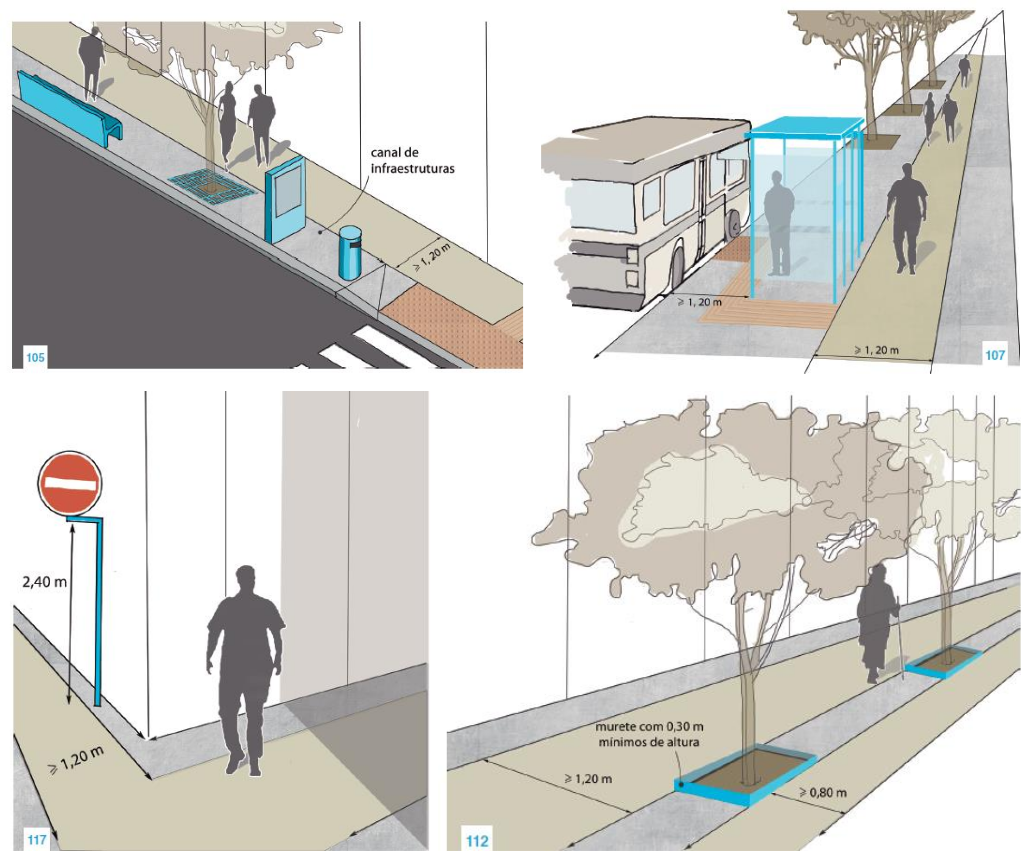 canal de
infraestruturas
⩾ 1, 20 m
105
⩾ 1, 20 m
⩾ 1, 20 m
107
2,40 m
⩾ 1,20 m
117
murete com 0,30 m
mínimos de altura
⩾ 1,20 m
⩾ 0,80 m
112